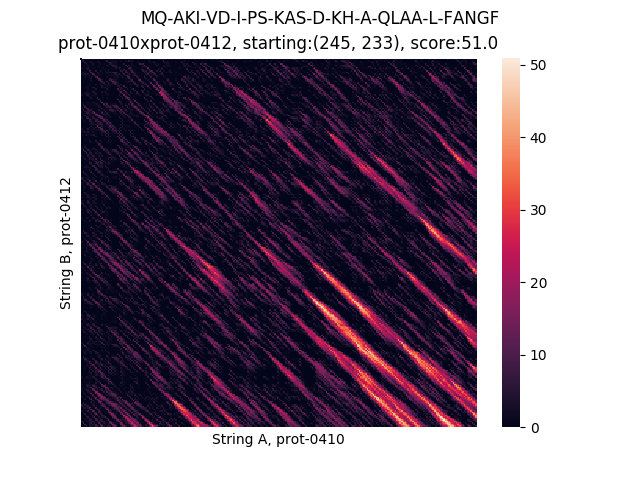 MQ-AKI-VD-I-PS-KAS-D-KH-A-QLAA-L-FANGF
prot-0410xprot-0412, starting:(245, 233), score:51.0
50
40
30
20
10
0
String B, prot-0412
String A, prot-0410